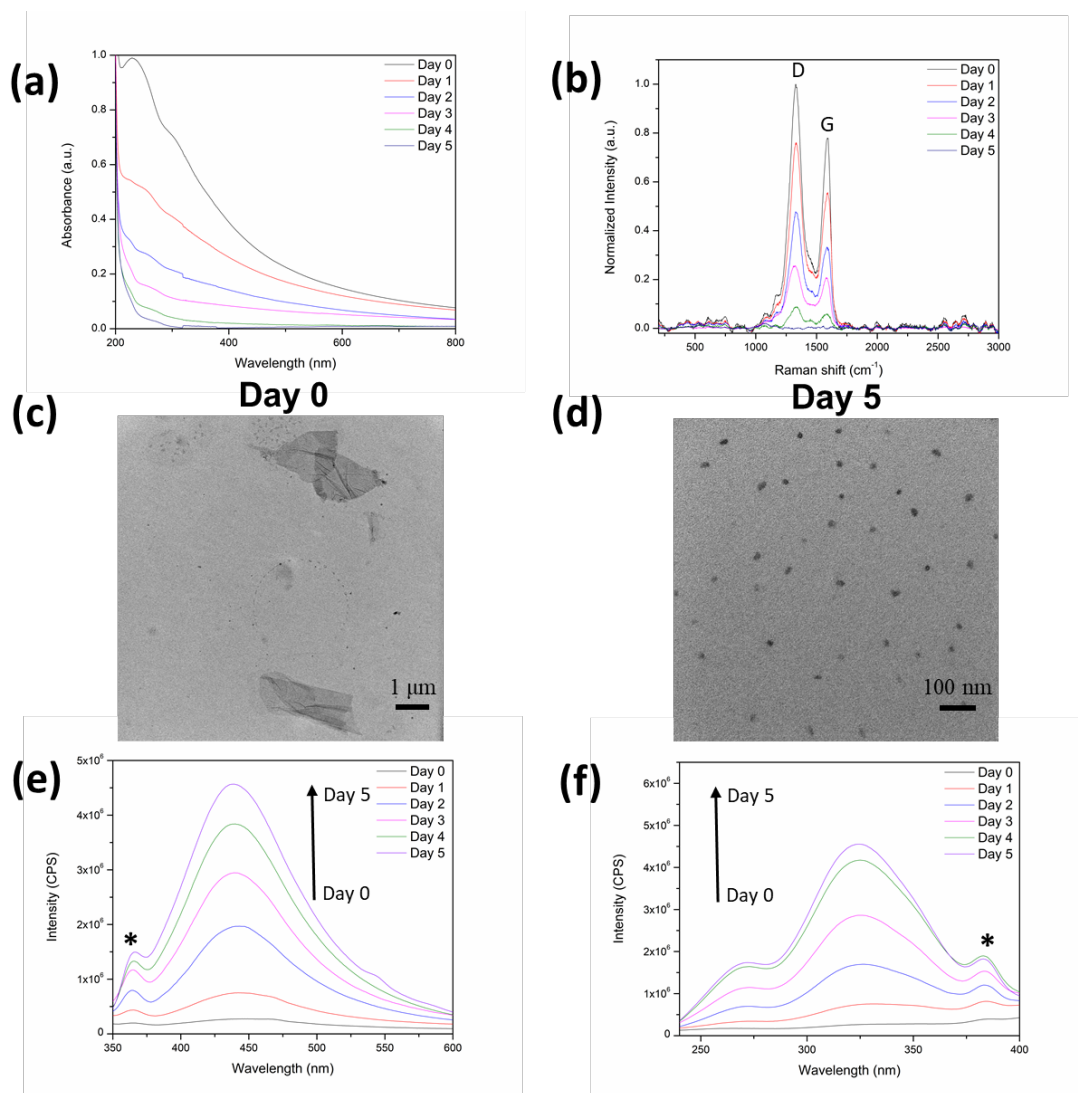 (a)
1.0
0.8
0.6
0.4
0.2
0.0
200
400
600
800
Absorbance (a.u.)
Wavelength (nm)
Day 0
Day 1
Day 2
Day 3
Day 4
Day 5
(b)
D
G
1.0
0.8
0.6
0.4
0.2
0.0
500
1000
1500
2000
2500
3000
Normalized Intensity (a.u.)
Raman shift (cm⁻¹)
Day 0
Day 1
Day 2
Day 3
Day 4
Day 5
(c)
Day 0
1 μm
(d)
Day 5
100 nm
(e)
5x10⁶
4x10⁶
3x10⁶
2x10⁶
1x10⁶
0
350
400
450
500
550
600
Intensity (CPS)
Wavelength (nm)
*
Day 5
Day 0
Day 0
Day 1
Day 2
Day 3
Day 4
Day 5
(f)
6x10⁶
5x10⁶
4x10⁶
3x10⁶
2x10⁶
1x10⁶
0
250
300
350
400
Intensity (CPS)
Wavelength (nm)
Day 5
Day 0
*
Day 0
Day 1
Day 2
Day 3
Day 4
Day 5